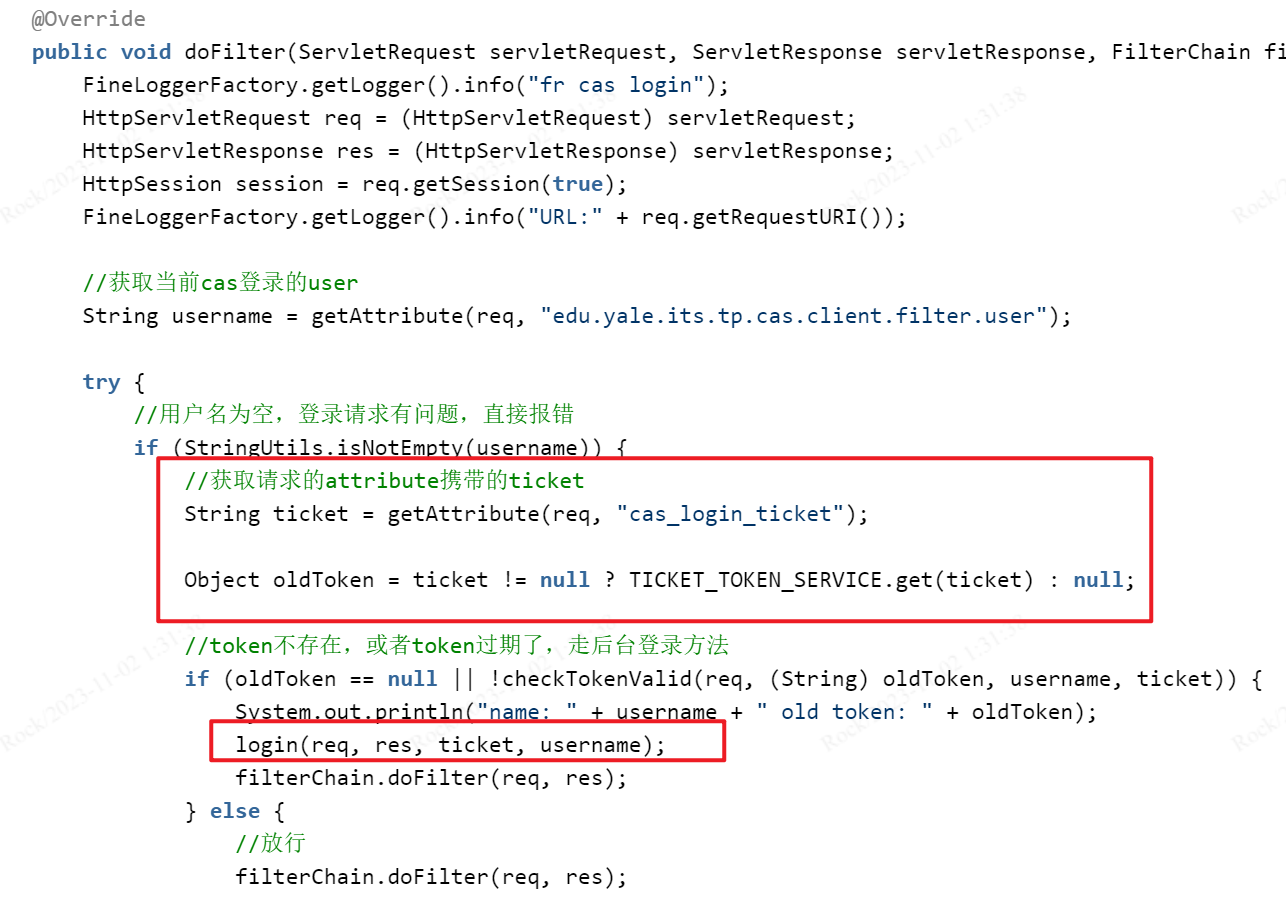 @Override
public void doFilter(ServletRequest servletRequest, ServletResponse servletResponse, FilterChain fi
FineLoggerFactory.getLogger().info("fr cas login");
HttpServletRequest req = (HttpServletRequest) servletRequest;
HttpServletResponse res = (HttpServletResponse) servletResponse;
HttpSession session = req.getSession(true);
FineLoggerFactory.getLogger().info("URL:" + req.getRequestURI());
//获取当前cas登录的user
String username = getAttribute(req, "edu.yale.its.tp.cas.client.filter.user");
try {
//用户名为空，登录请求有问题，直接报错
if (StringUtils.isNotEmpty(username)) {
//获取请求的attribute携带的ticket
String ticket = getAttribute(req, "cas_login_ticket");
Object oldToken = ticket != null ? TICKET_TOKEN_SERVICE.get(ticket) : null;
//token不存在，或者token过期了，走后台登录方法
if (oldToken == null || !checkTokenValid(req, (String) oldToken, username, ticket)) {
System.out.println("name: " + username + " old token: " + oldToken);
login(req, res, ticket, username);
filterChain.doFilter(req, res);
} else {
//放行
filterChain.doFilter(req, res);